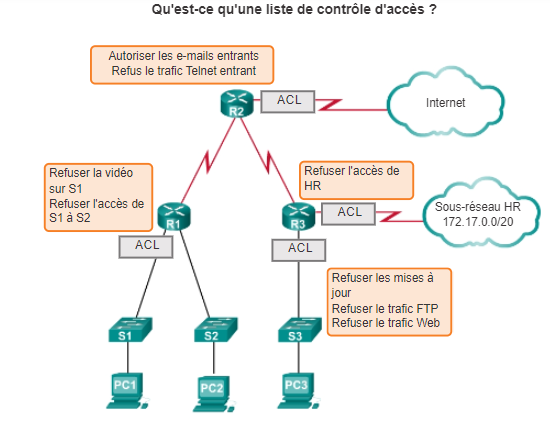 Qu'est-ce qu'une liste de contrôle d'accès ?
Autoriser les e-mails entrants
Refus le trafic Telnet entrant
ACL
R2
Internet
Refuser la vidéo
sur S1
Refuser l'accès de
S1 à S2
Refuser l'accès de
HR
R1
ACL
R3
ACL
Sous-réseau HR
172.17.0.0/20
ACL
Refuser les mises à
jour
Refuser le trafic FTP
Refuser le trafic Web
S1
S2
S3
PC1
PC2
PC3